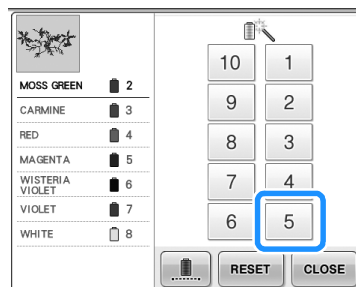 MOSS GREEN 2
CARMINE 3
RED 4
MAGENTA 5
WISTERIA
VIOLET 6
VIOLET 7
WHITE 8
10 1
9 2
8 3
7 4
6 5
RESET CLOSE